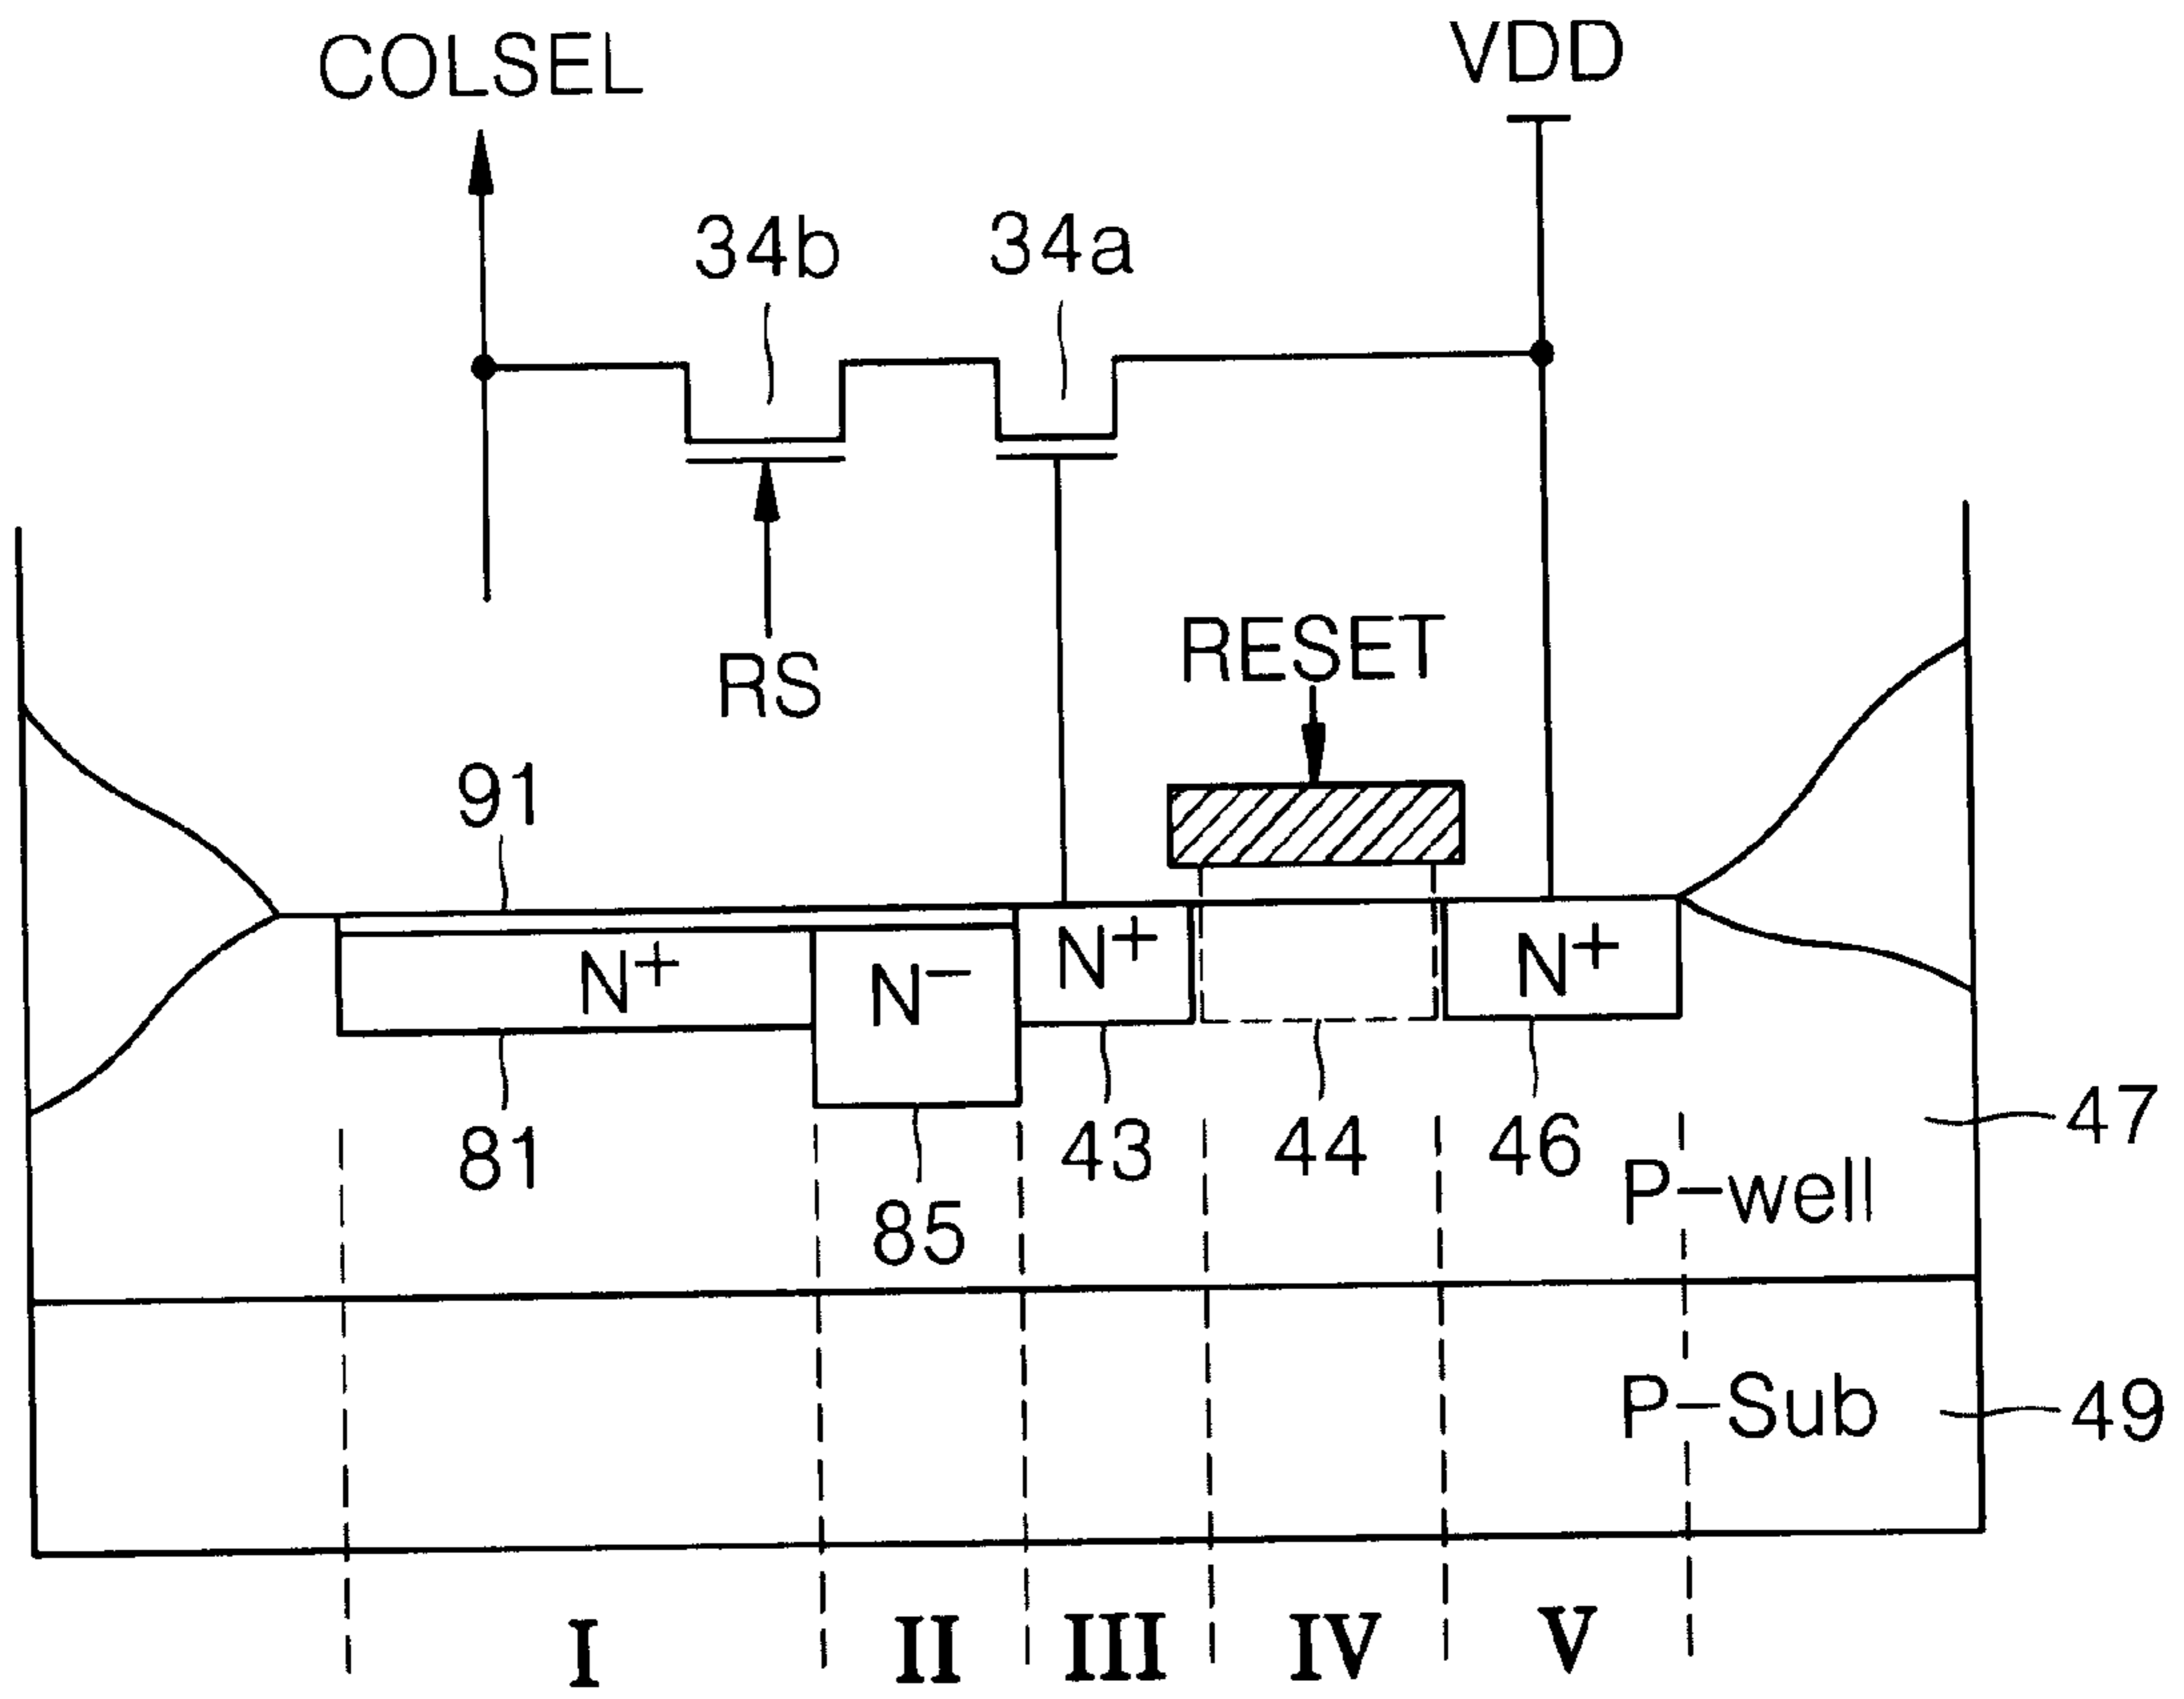 COLSEL VDD
34b 34a
RS RESET
91
N+ N− N+ N+
81 85 43 44 46 47
P-well
P-Sub 49
I II III IV V